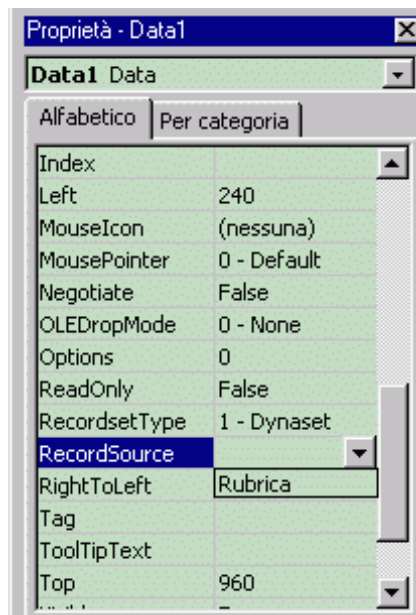 Proprietà - Data1
Data1 Data
Alfabetico Per categoria
Index
Left 240
MouseIcon (nessuna)
MousePointer 0 - Default
Negotiate False
OLEDropMode 0 - None
Options 0
ReadOnly False
RecordsetType 1 - Dynaset
RecordSource
RightToLeft Rubrica
Tag
ToolTipText
Top 960